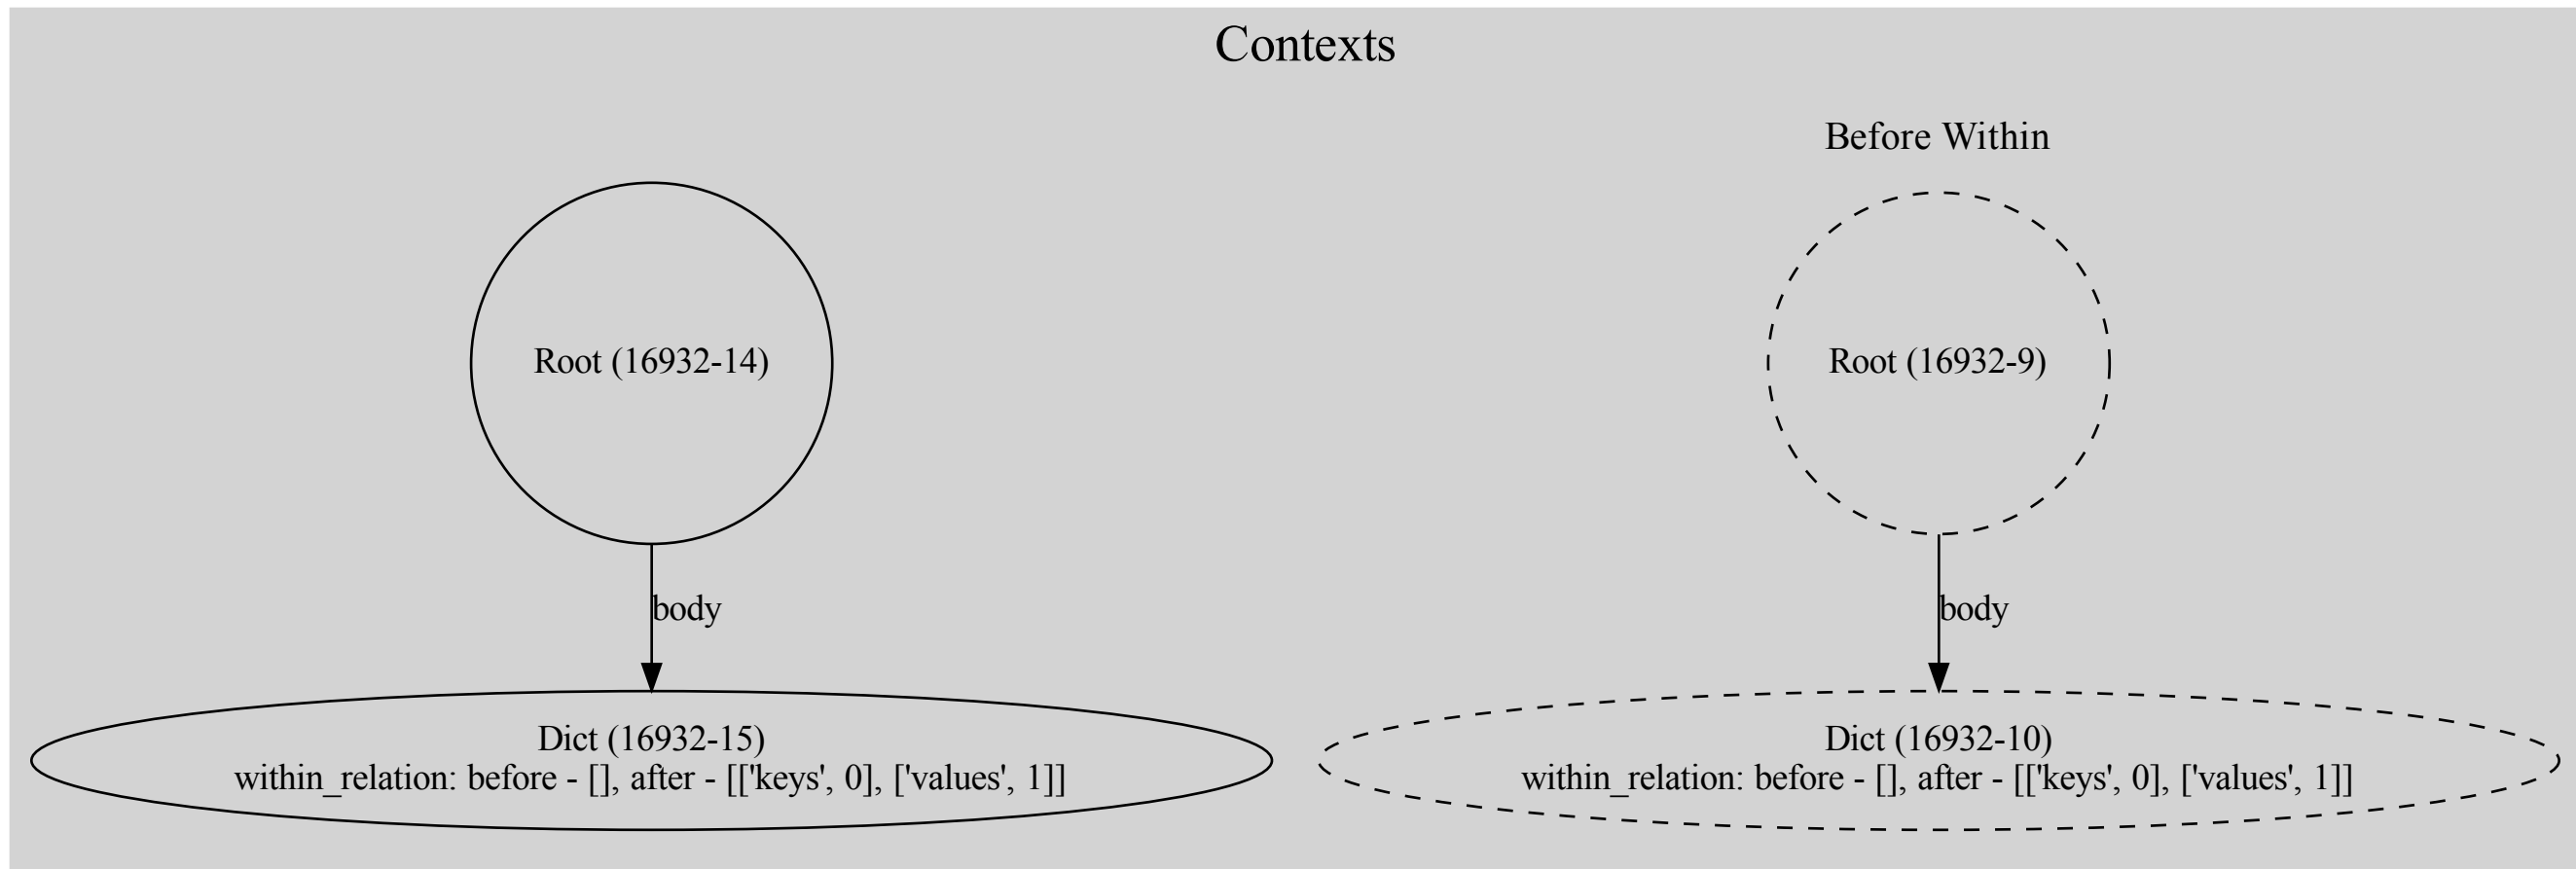 Contexts
Before Within
Root (16932-14)
Root (16932-9)
body
body
Dict (16932-15)
within_relation: before - [], after - [['keys', 0], ['values', 1]]
Dict (16932-10)
within_relation: before - [], after - [['keys', 0], ['values', 1]]